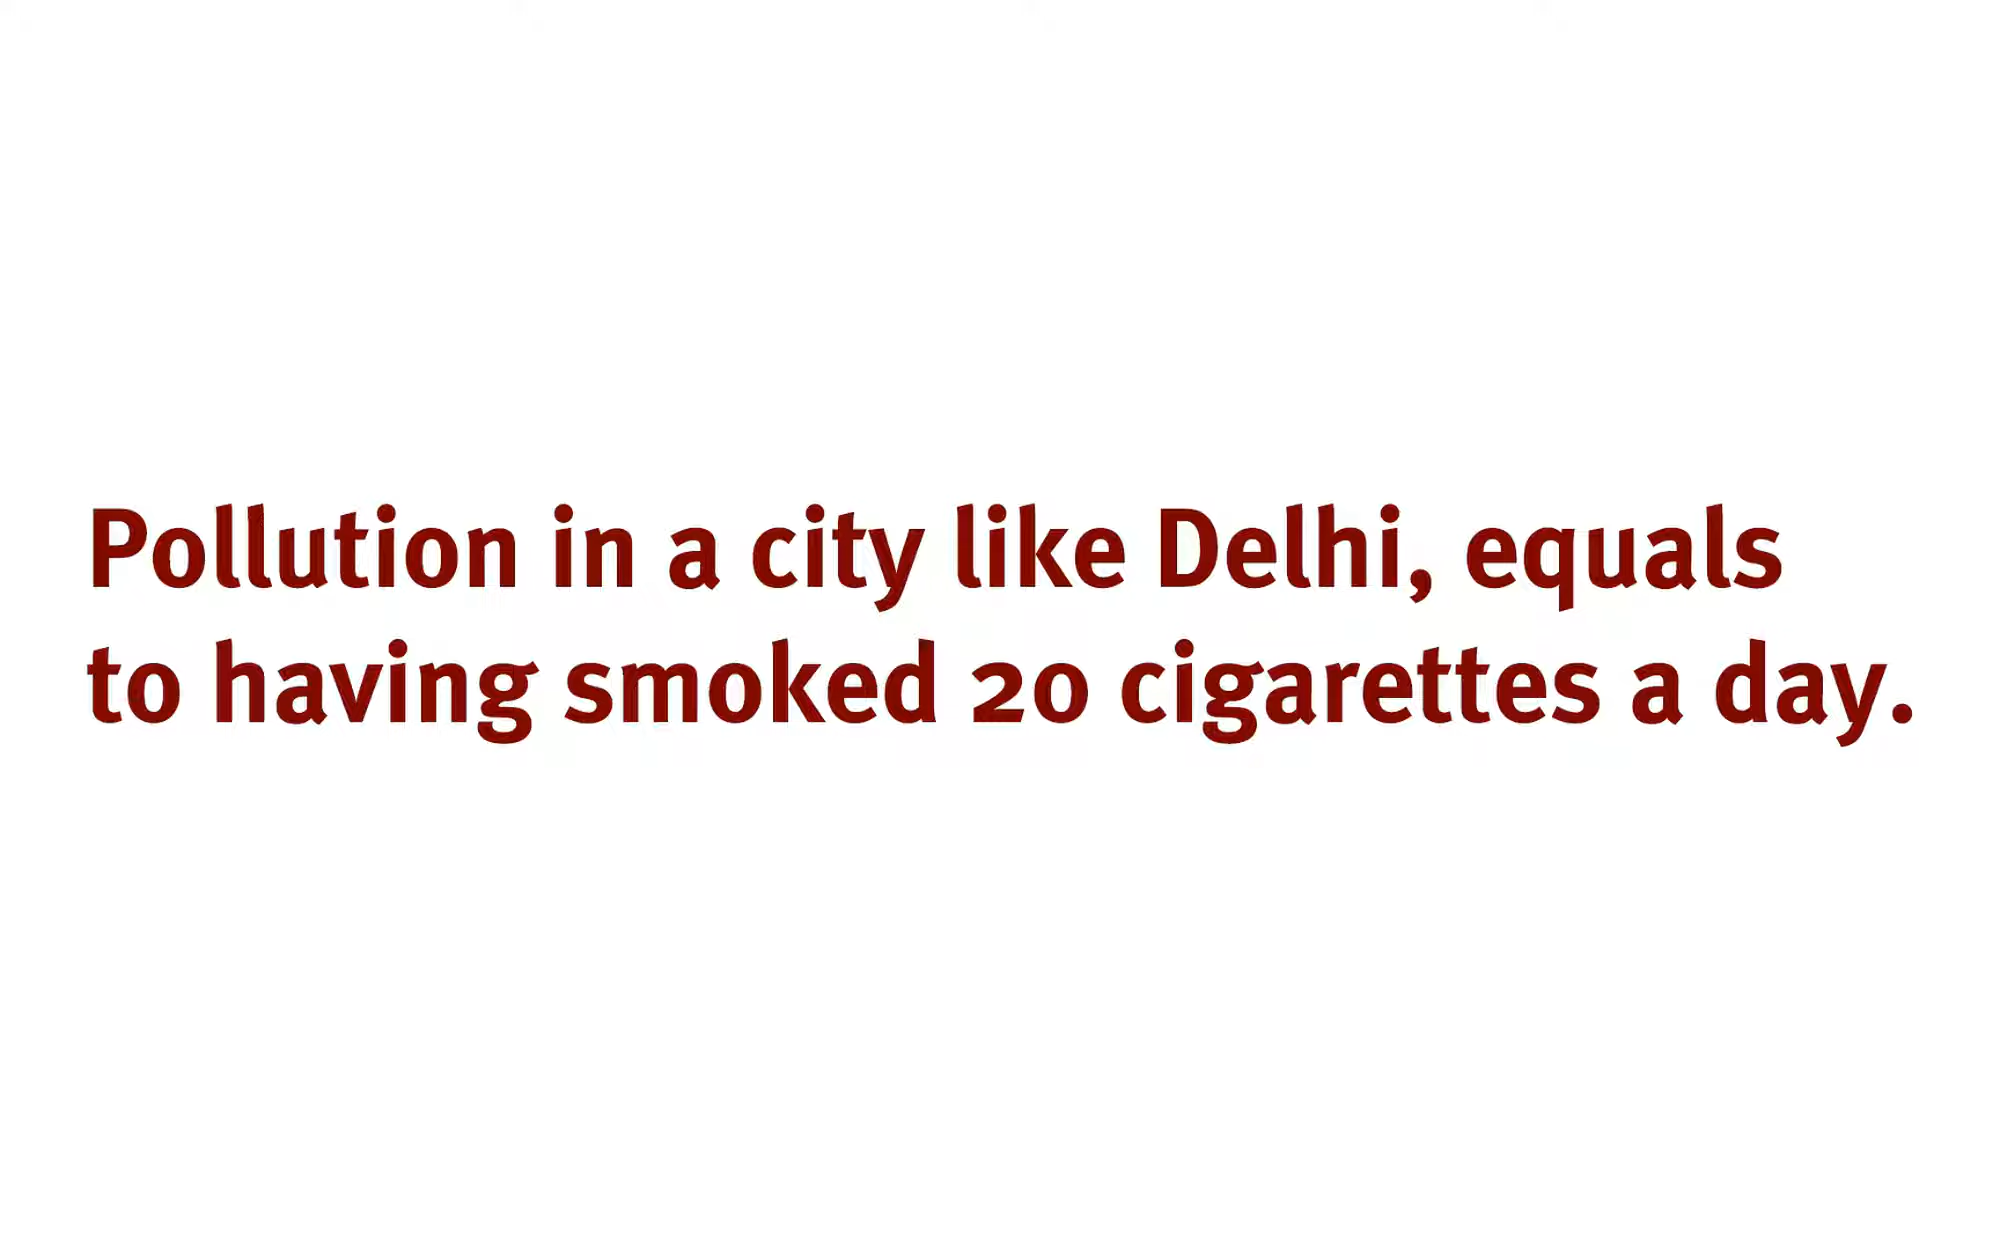 Pollution in a city like Delhi, equals
to having smoked 20 cigarettes a day.